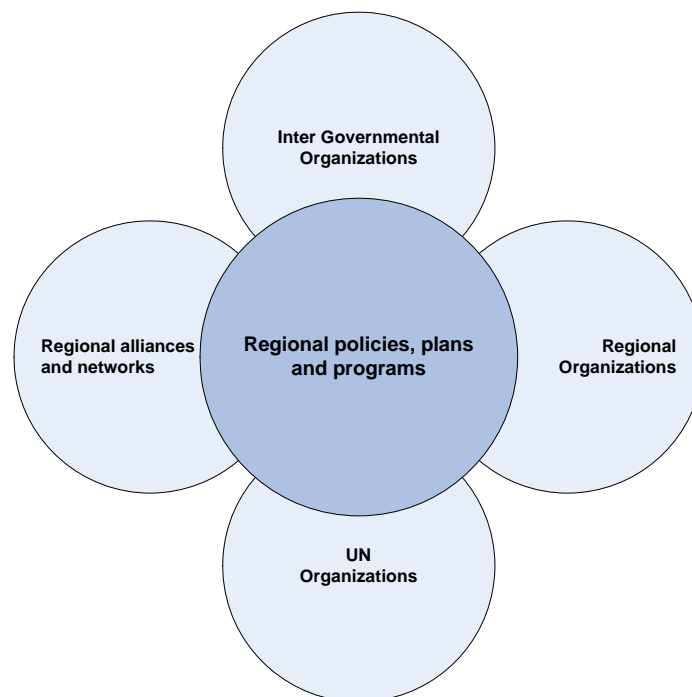 Inter Governmental
Organizations
Regional alliances
and networks
Regional policies, plans
and programs
Regional
Organizations
UN
Organizations